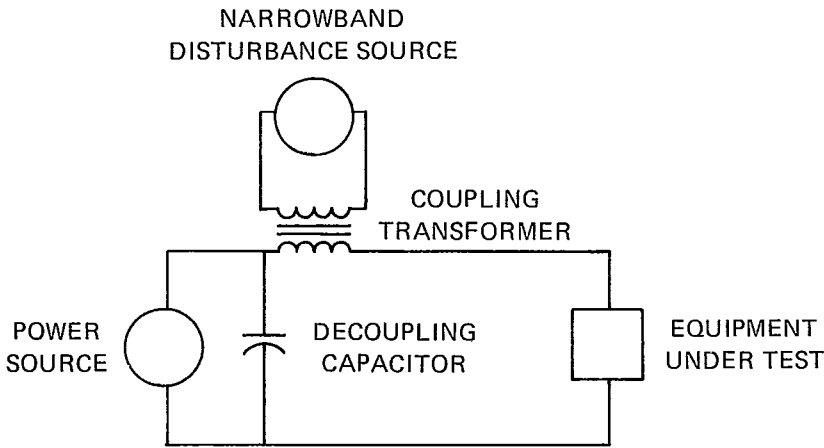 NARROWBAND
DISTURBANCE SOURCE
COUPLING
TRANSFORMER
POWER
SOURCE
DECOUPLING
CAPACITOR
EQUIPMENT
UNDER TEST